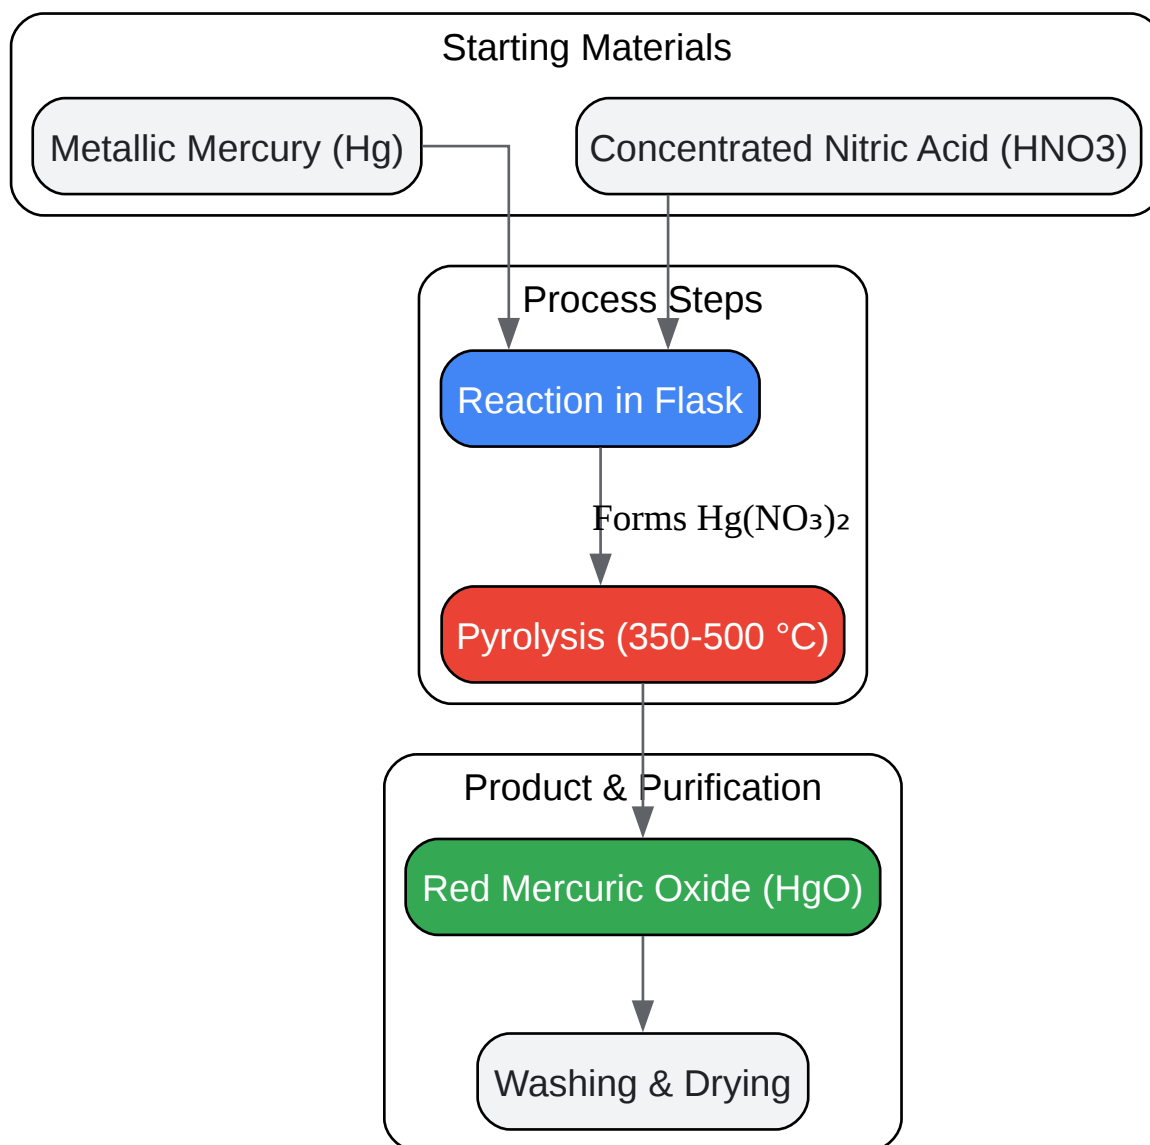 Starting Materials
Metallic Mercury (Hg)
Concentrated Nitric Acid (HNO3)
Process Steps
Reaction in Flask
Forms Hg(NO₃)₂
Pyrolysis (350-500 °C)
Product & Purification
Red Mercuric Oxide (HgO)
Washing & Drying